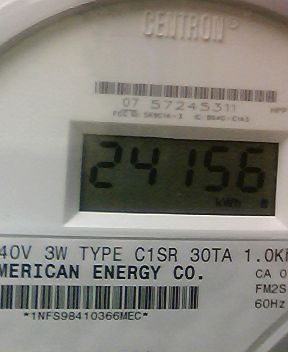 CENTRON®
07 57245311
24156
kWh
40V 3W TYPE C1SR 30TA 1.0K
MERICAN ENERGY CO.
CA 0
FM2S
60Hz
*1NFS98410366MEC*